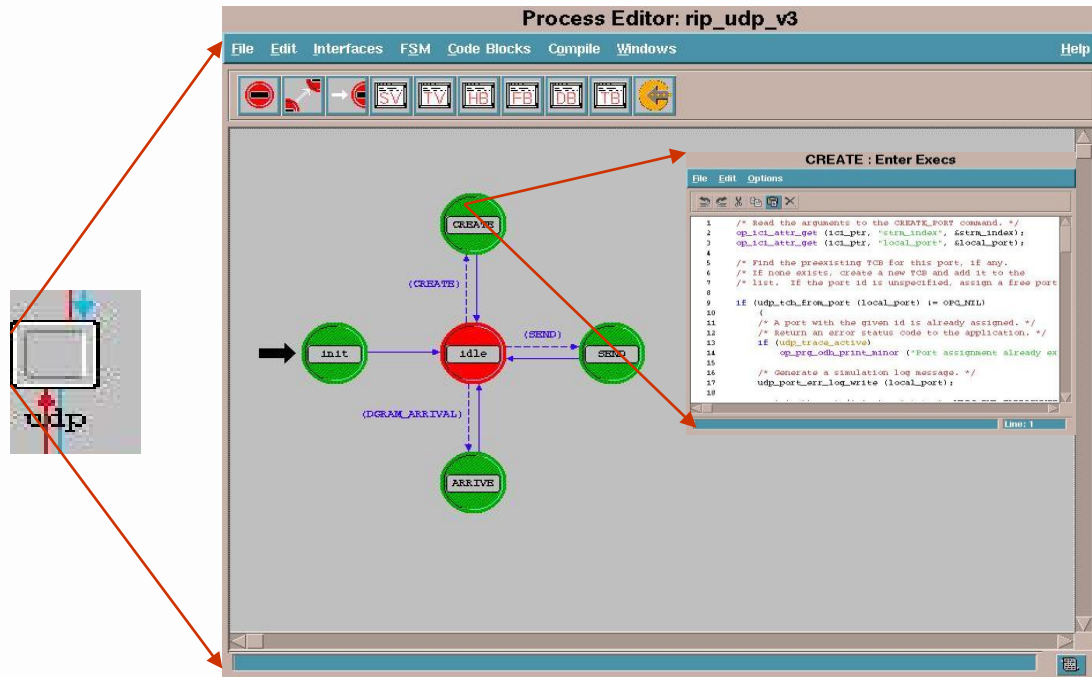 Process Editor: rip_udp_v3
File Edit Interfaces FSM Code Blocks Compile Windows Help
SV TV HB FB DB TB
CREATE : Enter Execs
File Edit Options
1 /* Read the arguments to the CREATE_PORT command. */
2 op_ici_attr_get (ici_ptr, "strm_index", &strm_index);
3 op_ici_attr_get (ici_ptr, "local_port", &local_port);
4
5 /* Find the preexisting TCB for this port, if any.
6 /* If none exists, create a new TCB and add it to the
7 /* list. If the port id is unspecified, assign a free port
8
9 if (udp_tcb_from_port (local_port) != OPC_NIL)
10 {
11 /* A port with the given id is already assigned. */
12 /* Return an error status code to the application. */
13 if (udp_trace_active)
14 op_prg_odb_print_minor ("Port assignment already ex
15
16 /* Generate a simulation log message. */
17 udp_port_err_log_write (local_port);
18
Line: 1
CREATE
(CREATE)
(SEND)
init
idle
SEND
(DGRAM_ARRIVAL)
ARRIVE
udp